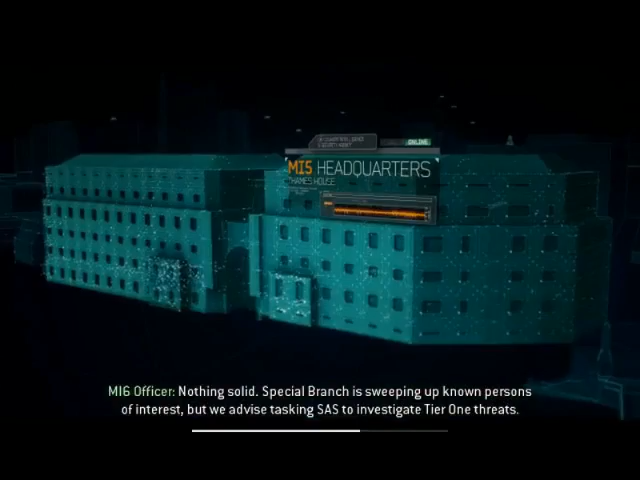 ONLINE
MI5 HEADQUARTERS
THAMES HOUSE
MI6 Officer: Nothing solid. Special Branch is sweeping up known persons
of interest, but we advise tasking SAS to investigate Tier One threats.